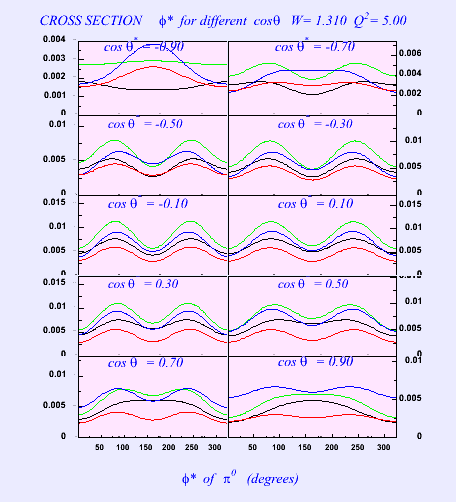 CROSS SECTION ϕ* for different cosθ W= 1.310 Q²= 5.00
0.004 cos θ* = -0.90 cos θ* = -0.70 0.006
0.003
0.002 0.004
0.001 0.002
0 0
0.01 cos θ* = -0.50 cos θ* = -0.30 0.01
0.005 0.005
0 0
0.015 cos θ* = -0.10 cos θ* = 0.10 0.015
0.01 0.01
0.005 0.005
0 0
0.015 cos θ* = 0.30 cos θ* = 0.50
0.01 0.01
0.005 0.005
0 0
0.01 cos θ* = 0.70 cos θ* = 0.90 0.01
0.005 0.005
0 0
50 100 150 200 250 300 50 100 150 200 250 300
ϕ* of π⁰ (degrees)